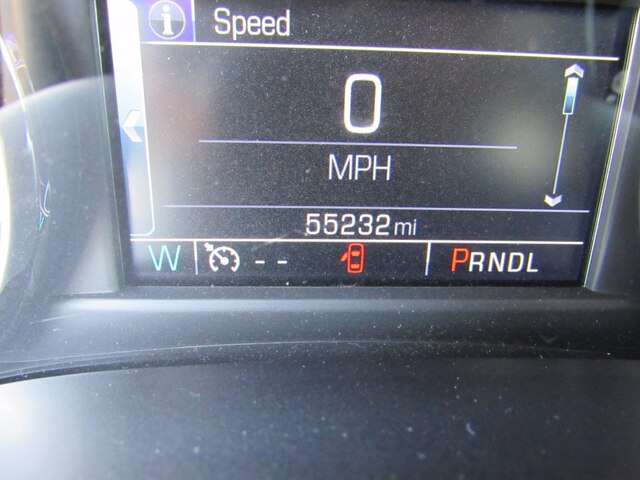 i Speed
0
MPH
55232 mi
W -- PRNDL